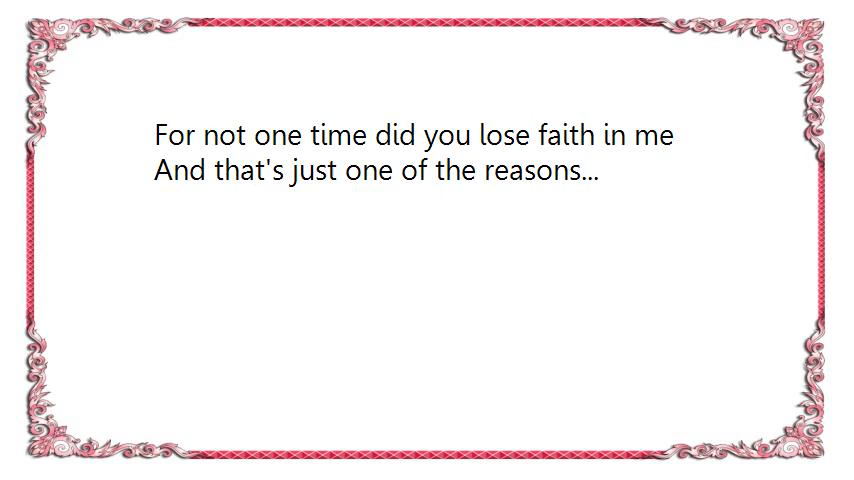 For not one time did you lose faith in me
And that's just one of the reasons...